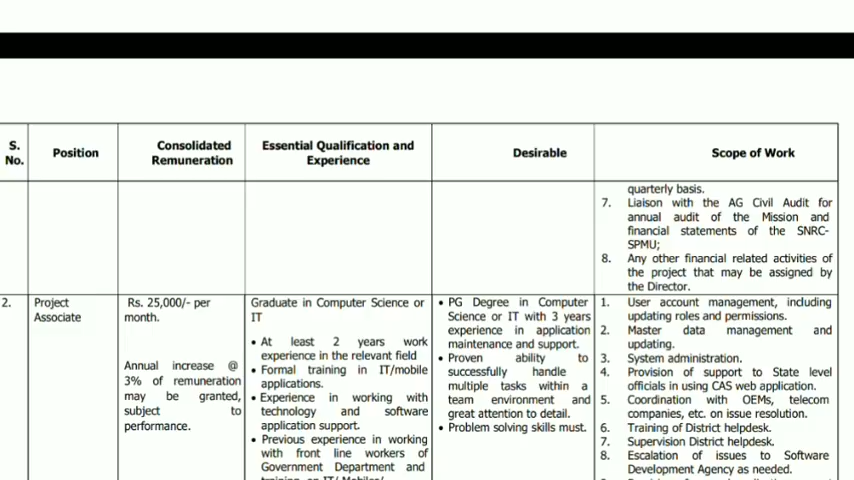 S. No.
Position
Consolidated
Remuneration
Essential Qualification and
Experience
Desirable
Scope of Work
quarterly basis.
7. Liaison with the AG Civil Audit for
annual audit of the Mission and
financial statements of the SNRC-
SPMU;
8. Any other financial related activities of
the project that may be assigned by
the Director.
2.
Project
Associate
Rs. 25,000/- per
month.
Annual increase @
3% of remuneration
may be granted,
subject to
performance.
Graduate in Computer Science or
IT
• At least 2 years work
experience in the relevant field
• Formal training in IT/mobile
applications.
• Experience in working with
technology and software
application support.
• Previous experience in working
with front line workers of
Government Department and
training on IT/ Mobiles/
• PG Degree in Computer
Science or IT with 3 years
experience in application
maintenance and support.
• Proven ability to
successfully handle
multiple tasks within a
team environment and
great attention to detail.
• Problem solving skills must.
1. User account management, including
updating roles and permissions.
2. Master data management and
updating.
3. System administration.
4. Provision of support to State level
officials in using CAS web application.
5. Coordination with OEMs, telecom
companies, etc. on issue resolution.
6. Training of District helpdesk.
7. Supervision District helpdesk.
8. Escalation of issues to Software
Development Agency as needed.